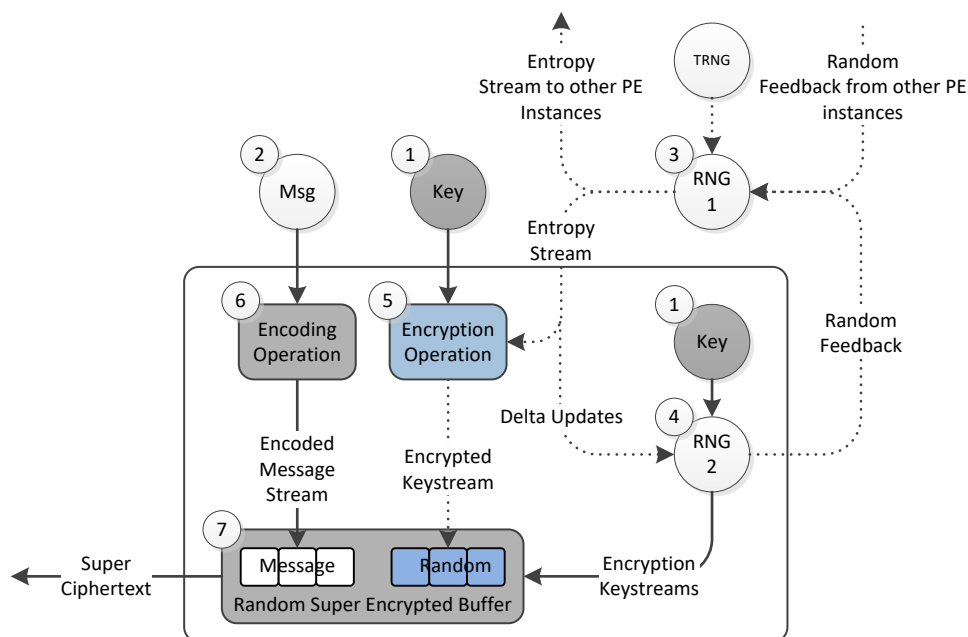 Entropy
Stream to other PE
Instances
TRNG
Random
Feedback from other PE
instances
2
Msg
1
Key
3
RNG
1
Entropy
Stream
6
Encoding
Operation
5
Encryption
Operation
1
Key
Random
Feedback
Delta Updates
4
RNG
2
Encoded
Message
Stream
Encrypted
Keystream
7
Message
Random
Random Super Encrypted Buffer
Super
Ciphertext
Encryption
Keystreams